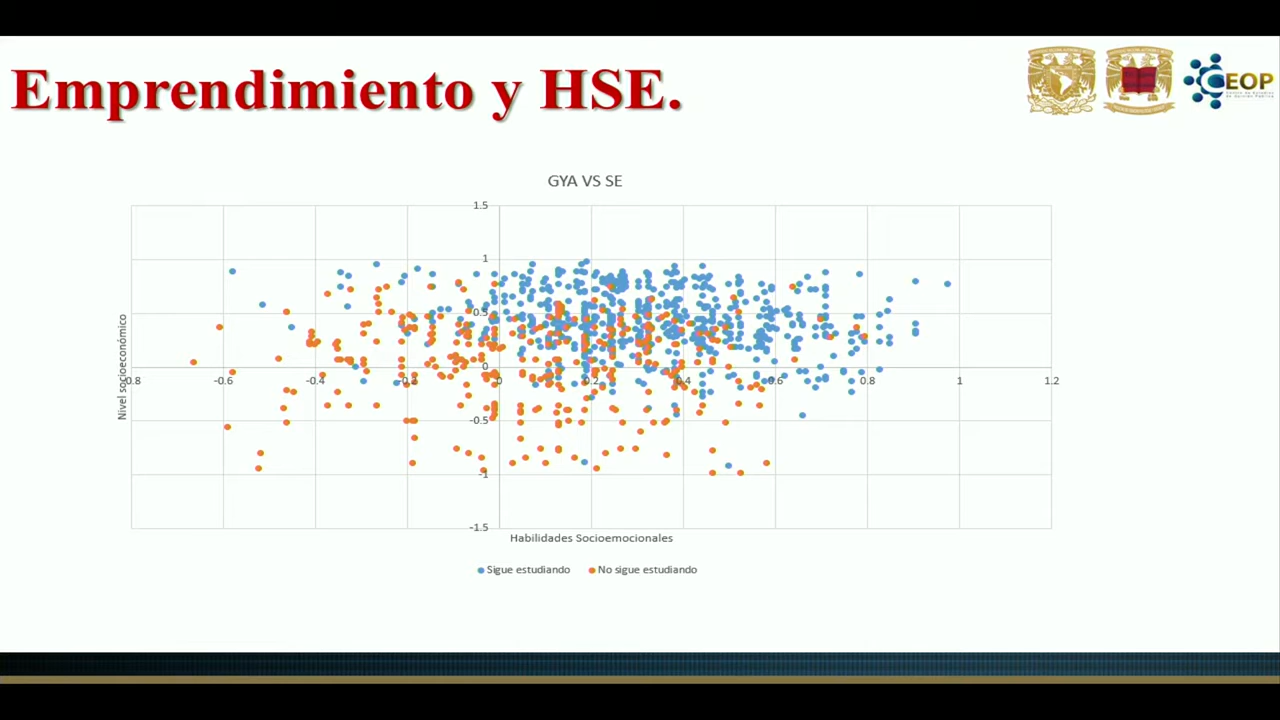 Emprendimiento y HSE.
CEOP
GYA VS SE
1.5
1
0.5
0
-0.5
-1
-1.5
-0.8
-0.6
-0.4
-0.2
0
0.2
0.4
0.6
0.8
1
1.2
Nivel socioeconómico
Habilidades Socioemocionales
Sigue estudiando
No sigue estudiando